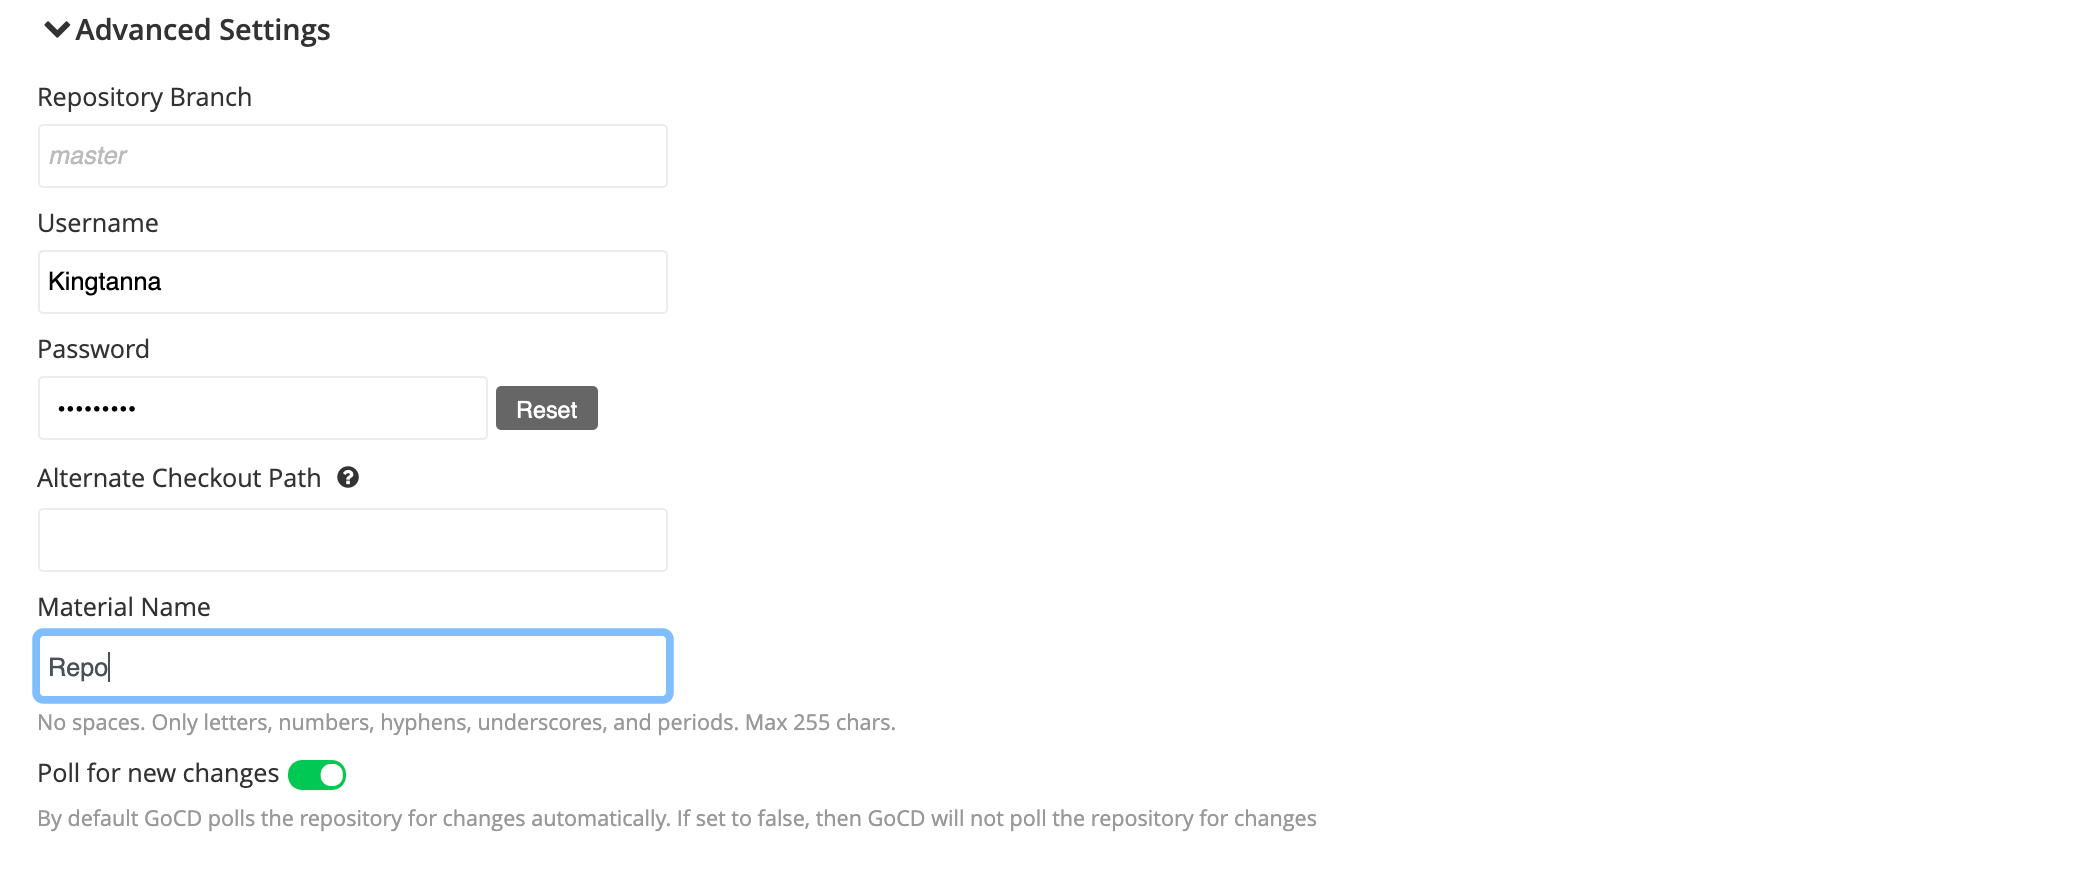 Advanced Settings
Repository Branch
master
Username
Kingtanna
Password
•••••••••
Reset
Alternate Checkout Path
Material Name
Repo
No spaces. Only letters, numbers, hyphens, underscores, and periods. Max 255 chars.
Poll for new changes
By default GoCD polls the repository for changes automatically. If set to false, then GoCD will not poll the repository for changes